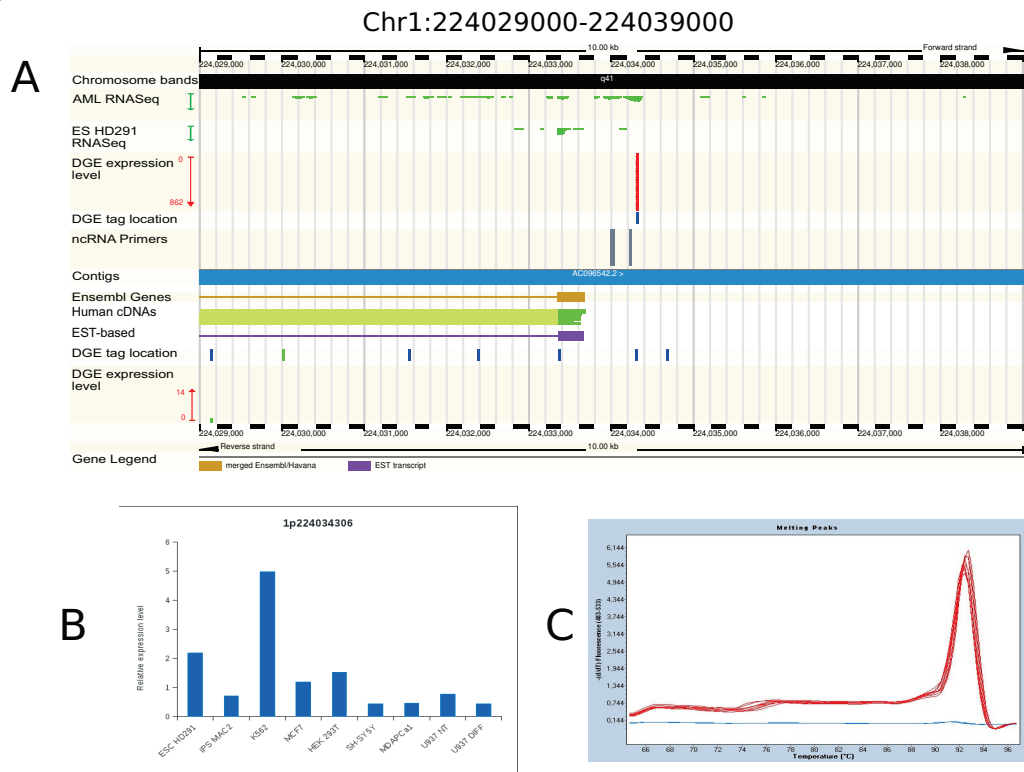 Chr1:224029000-224039000
A
10.00 kb
Forward strand
224,029,000 224,030,000 224,031,000 224,032,000 224,033,000 224,034,000 224,035,000 224,036,000 224,037,000 224,038,000
Chromosome bands
q41
AML RNASeq
ES HD291
RNASeq
DGE expression
level
0
862
DGE tag location
ncRNA Primers
Contigs
AC096542.2 >
Ensembl Genes
Human cDNAs
EST-based
DGE tag location
DGE expression
level
14
0
224,029,000 224,030,000 224,031,000 224,032,000 224,033,000 224,034,000 224,035,000 224,036,000 224,037,000 224,038,000
Reverse strand
10.00 kb
Gene Legend
merged Ensembl/Havana
EST transcript
B
1p224034306
Relative expression level
6
5
4
3
2
1
0
ESC HD291
IPS MAC2
K562
MCF7
HEK 293T
SH-SY5Y
MDAPCa1
U937 NT
U937 DIFF
C
Melting Peaks
-(d/dT) Fluorescence (483-533)
6,144
5,544
4,944
4,344
3,744
3,144
2,544
1,944
1,344
0,744
0,144
66 68 70 72 74 76 78 80 82 84 86 88 90 92 94 96
Temperature (°C)